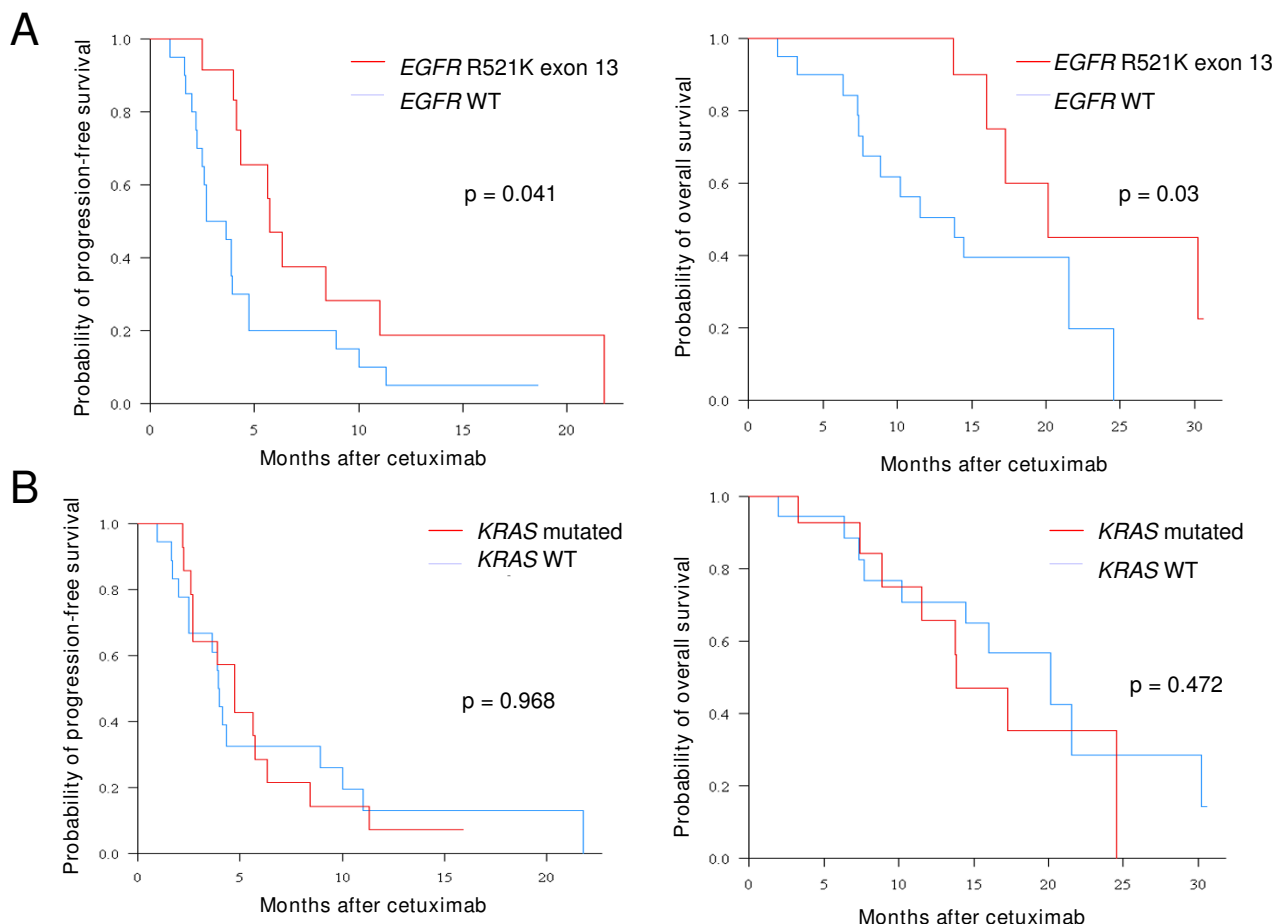 A
Probability of progression-free survival
1.0
0.8
0.6
0.4
0.2
0.0
EGFR R521K exon 13
EGFR WT
p = 0.041
0 5 10 15 20
Months after cetuximab
Probability of overall survival
1.0
0.8
0.6
0.4
0.2
0.0
EGFR R521K exon 13
EGFR WT
p = 0.03
0 5 10 15 20 25 30
Months after cetuximab
B
Probability of progression-free survival
1.0
0.8
0.6
0.4
0.2
0.0
KRAS mutated
KRAS WT
p = 0.968
0 5 10 15 20
Months after cetuximab
Probability of overall survival
1.0
0.8
0.6
0.4
0.2
0.0
KRAS mutated
KRAS WT
p = 0.472
0 5 10 15 20 25 30
Months after cetuximab